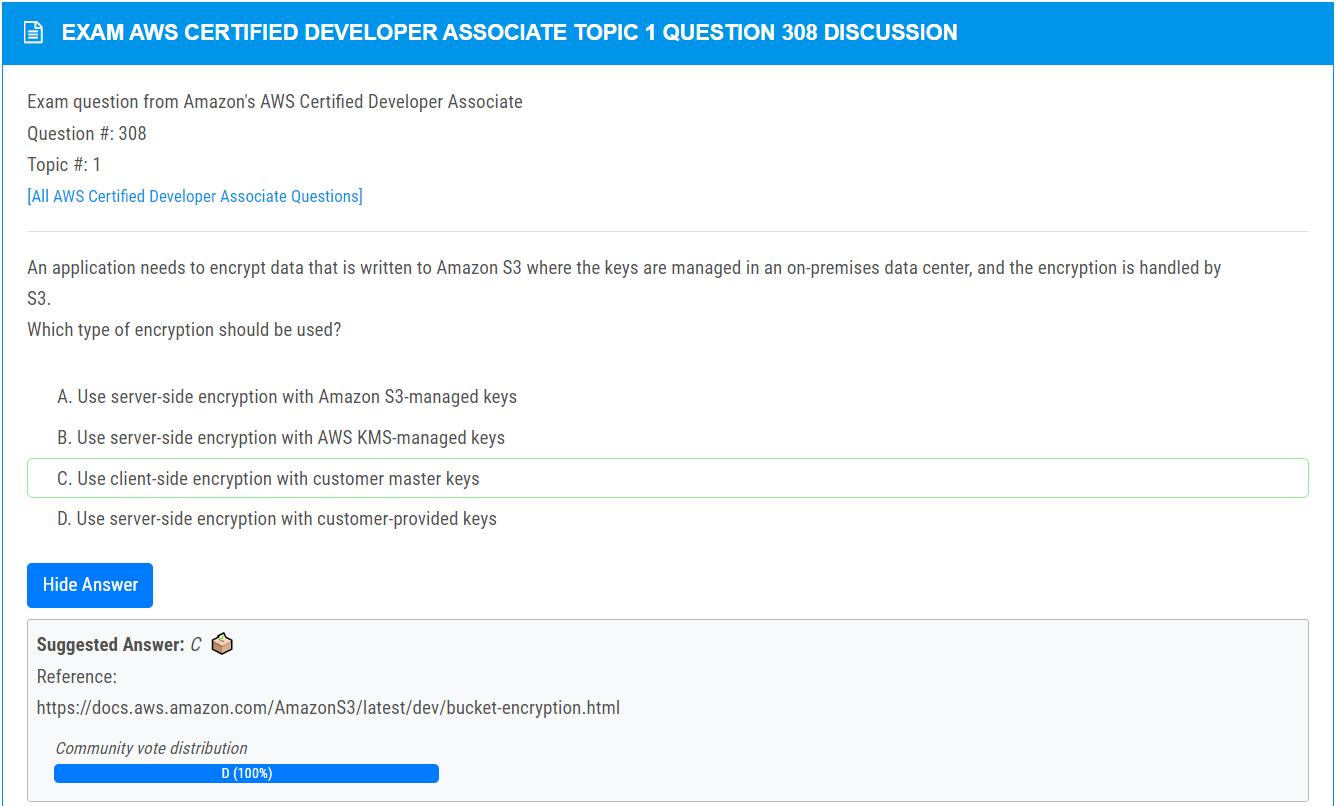 EXAM AWS CERTIFIED DEVELOPER ASSOCIATE TOPIC 1 QUESTION 308 DISCUSSION
Exam question from Amazon's AWS Certified Developer Associate
Question #: 308
Topic #: 1
[All AWS Certified Developer Associate Questions]
An application needs to encrypt data that is written to Amazon S3 where the keys are managed in an on-premises data center, and the encryption is handled by
S3.
Which type of encryption should be used?
A. Use server-side encryption with Amazon S3-managed keys
B. Use server-side encryption with AWS KMS-managed keys
C. Use client-side encryption with customer master keys
D. Use server-side encryption with customer-provided keys
Hide Answer
Suggested Answer: C
Reference:
https://docs.aws.amazon.com/AmazonS3/latest/dev/bucket-encryption.html
Community vote distribution
D (100%)